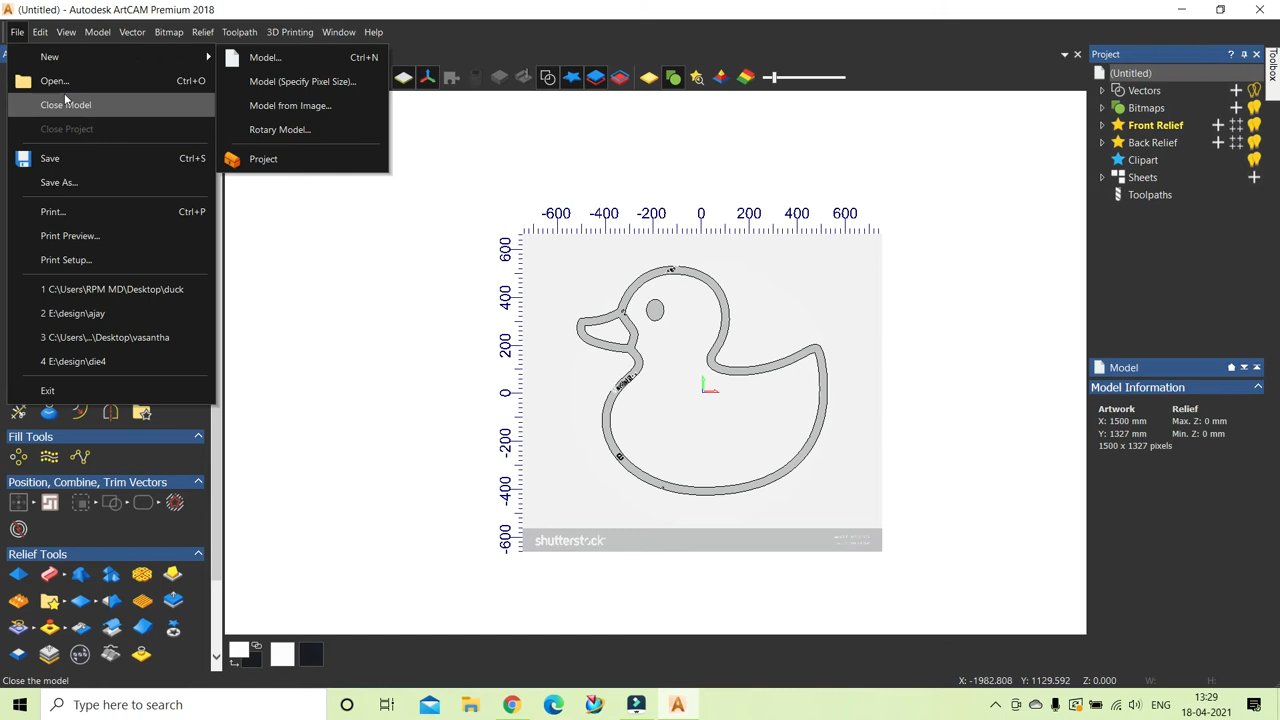 (Untitled) - Autodesk ArtCAM Premium 2018
File Edit View Model Vector Bitmap Relief Toolpath 3D Printing Window Help
New
Open... Ctrl+O
Close Model
Close Project
Save Ctrl+S
Save As...
Print... Ctrl+P
Print Preview...
Print Setup...
1 C:\Users\RPM MD\Desktop\duck
2 E:\design\jay
3 C:\Users\...\Desktop\vasantha
4 E:\design\die4
Exit
Model... Ctrl+N
Model (Specify Pixel Size)...
Model from Image...
Rotary Model...
Project
Fill Tools
Position, Combine, Trim Vectors
Relief Tools
-600 -400 -200 0 200 400 600
600
400
200
0
-200
-400
-600
shutterstock
Project
(Untitled)
Vectors
Bitmaps
Front Relief
Back Relief
Clipart
Sheets
Toolpaths
Toolbox
Model
Model Information
Artwork Relief
X: 1500 mm Max. Z: 0 mm
Y: 1327 mm Min. Z: 0 mm
1500 x 1327 pixels
Close the model
X: -1982.808 Y: 1129.592 Z: 0.000 W: H:
Type here to search
ENG
13:29
18-04-2021